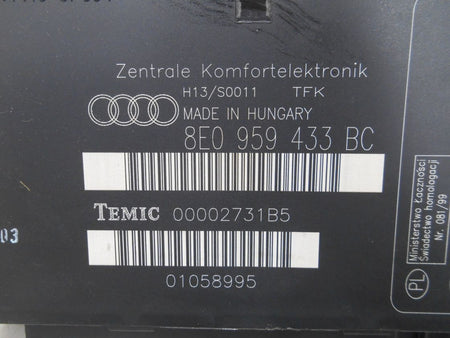 Zentrale Komfortelektronik
H13/S0011 TFK
MADE IN HUNGARY
8E0 959 433 BC
TEMIC 00002731B5
01058995
Ministerstwo Łączności
Świadectwo homologacji
Nr. 081/99
PL